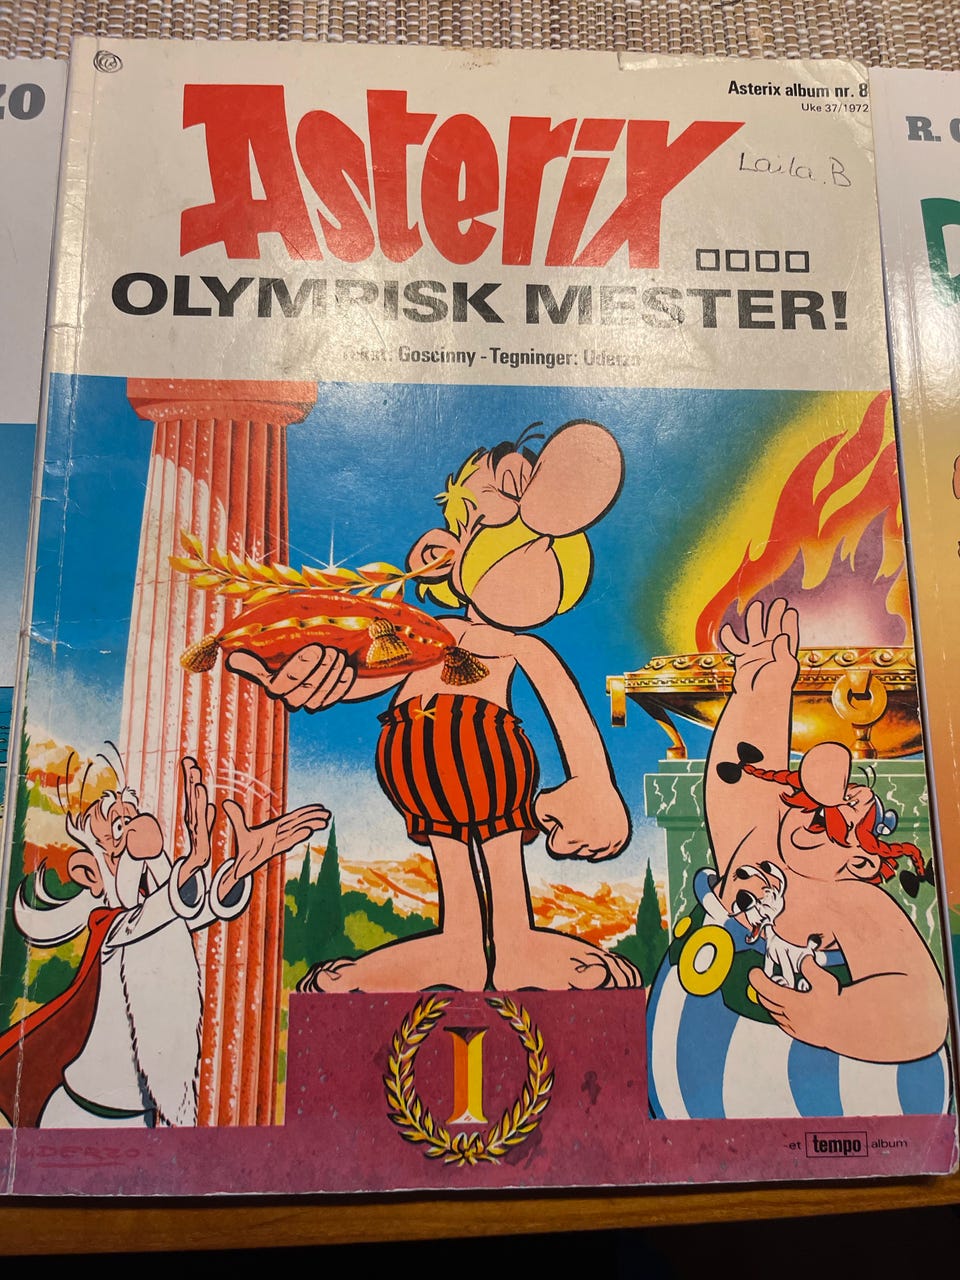 ZO
Asterix album nr. 8
Uke 37/1972
R.
Laila.B
Asterix
OLYMPISK MESTER!
Tekst: Goscinny - Tegninger: Uderzo
I
-et tempo album
UDERZO